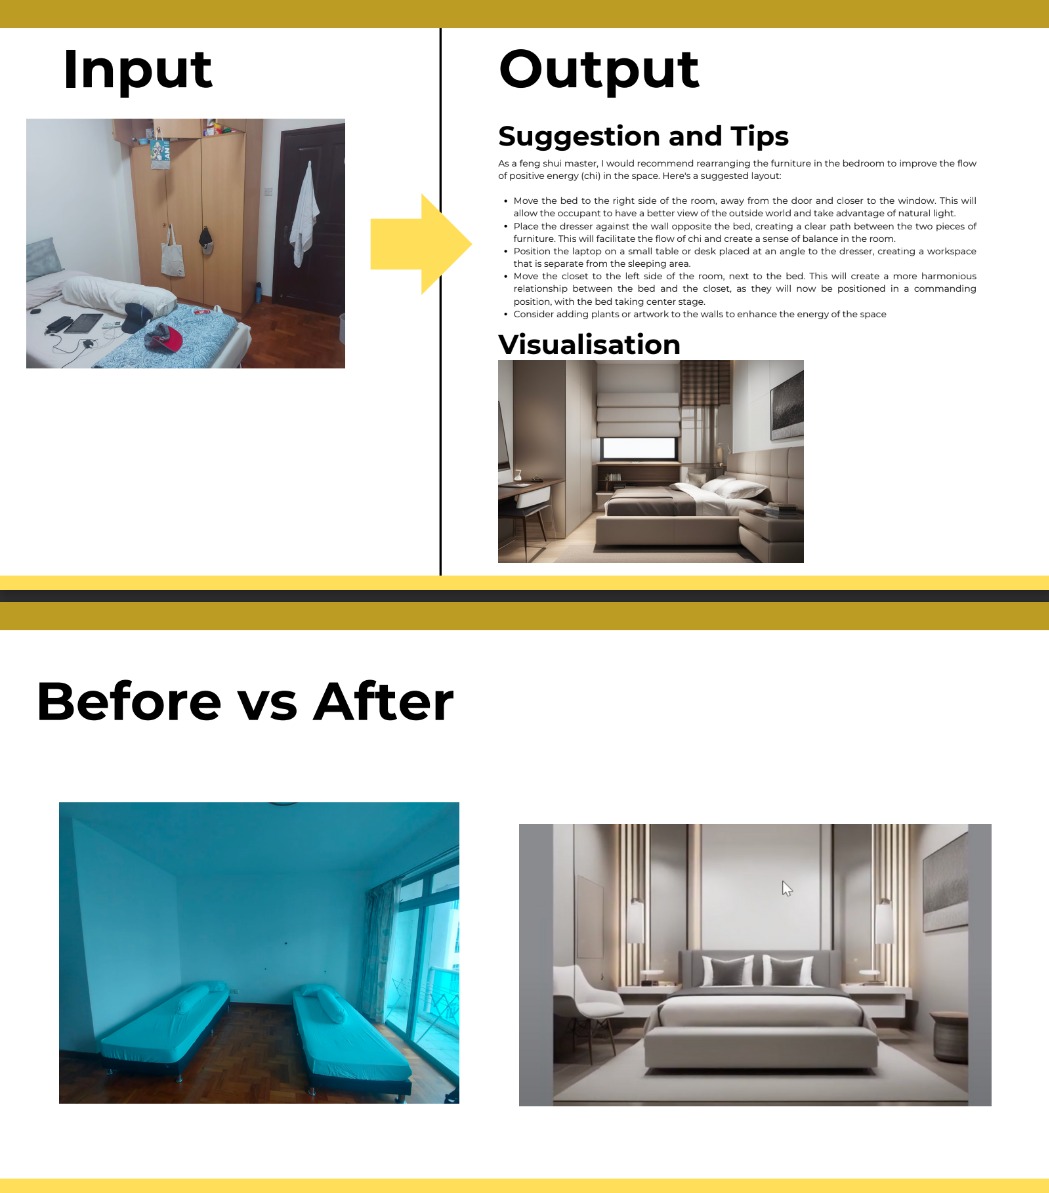 Input
Output
Suggestion and Tips
As a feng shui master, I would recommend rearranging the furniture in the bedroom to improve the flow
of positive energy (chi) in the space. Here's a suggested layout:
• Move the bed to the right side of the room, away from the door and closer to the window. This will
allow the occupant to have a better view of the outside world and take advantage of natural light.
• Place the dresser against the wall opposite the bed, creating a clear path between the two pieces of
furniture. This will facilitate the flow of chi and create a sense of balance in the room.
• Position the laptop on a small table or desk placed at an angle to the dresser, creating a workspace
that is separate from the sleeping area.
• Move the closet to the left side of the room, next to the bed. This will create a more harmonious
relationship between the bed and the closet, as they will now be positioned in a commanding
position, with the bed taking center stage.
• Consider adding plants or artwork to the walls to enhance the energy of the space
Visualisation
Before vs After